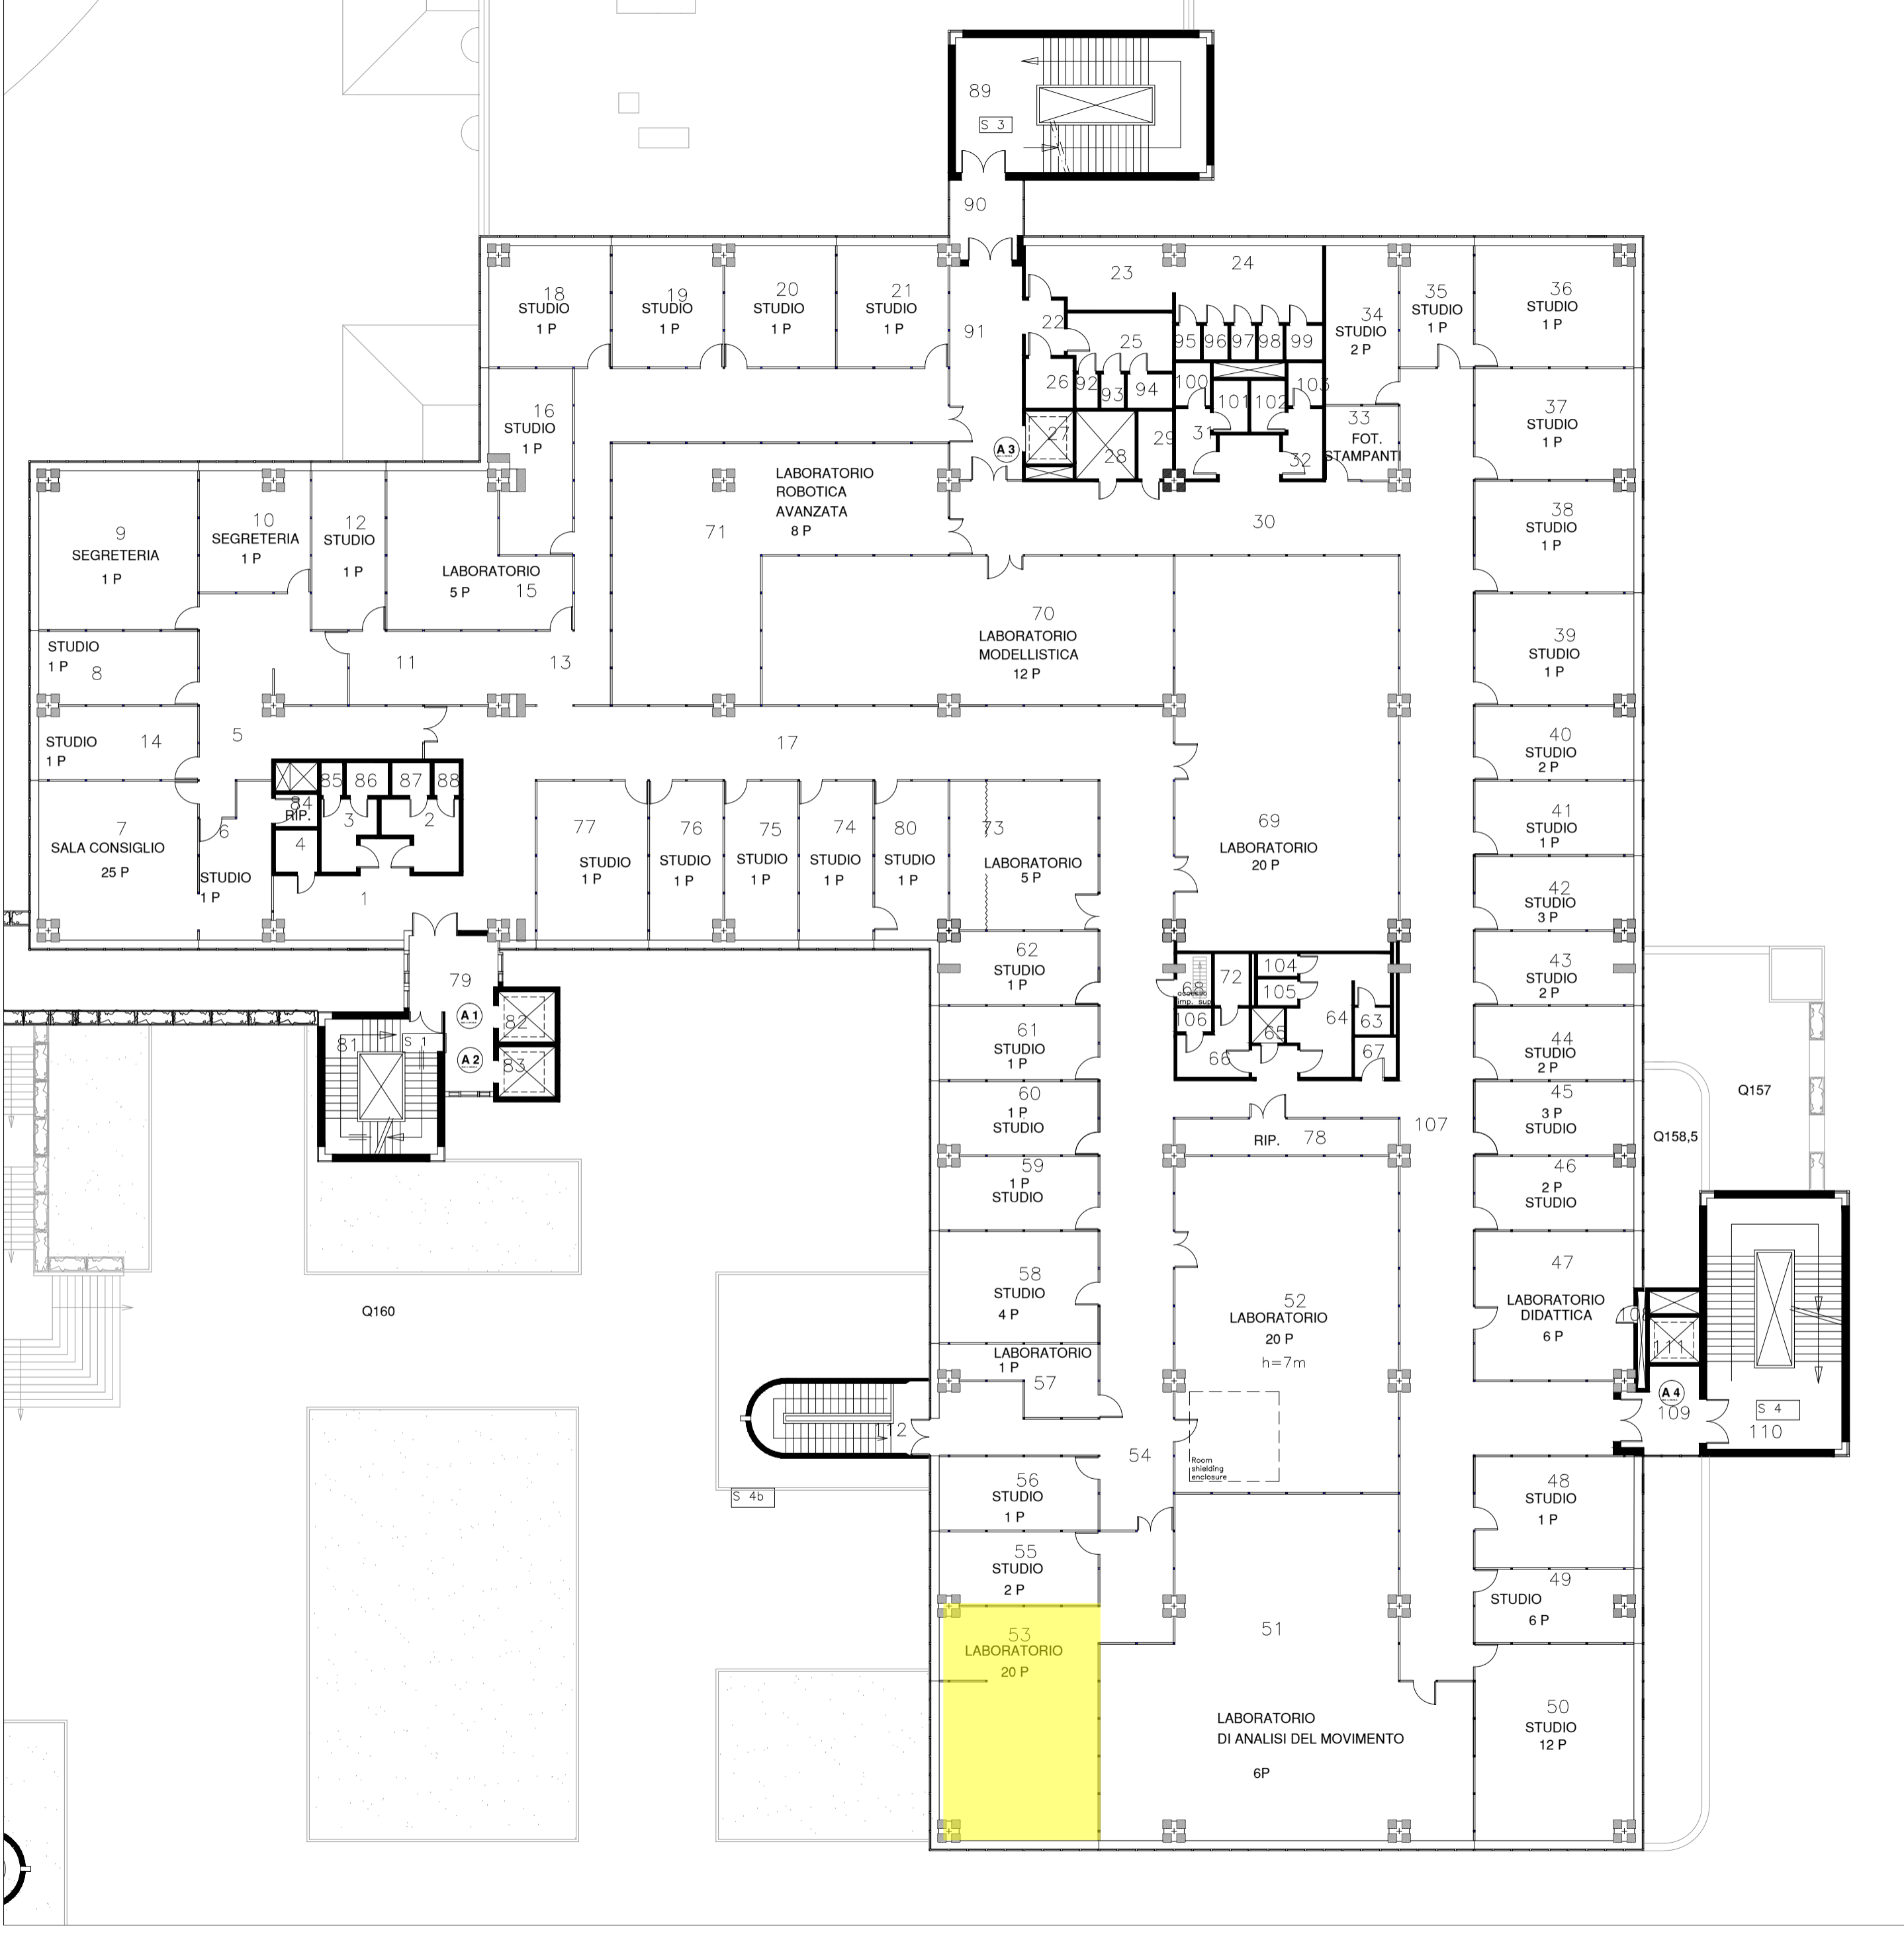 89
S 3
90
18
STUDIO
1 P
19
STUDIO
1 P
20
STUDIO
1 P
21
STUDIO
1 P
91
22
23
24
25
26
92
93
94
95
96
97
98
99
100
101
102
103
27
28
29
31
32
A 3
34
STUDIO
2 P
33
FOT.
STAMPANTI
35
STUDIO
1 P
36
STUDIO
1 P
37
STUDIO
1 P
38
STUDIO
1 P
39
STUDIO
1 P
40
STUDIO
2 P
41
STUDIO
1 P
42
STUDIO
3 P
43
STUDIO
2 P
44
STUDIO
2 P
45
3 P
STUDIO
46
2 P
STUDIO
47
LABORATORIO
DIDATTICA
6 P
16
STUDIO
1 P
9
SEGRETERIA
1 P
10
SEGRETERIA
1 P
12
STUDIO
1 P
LABORATORIO
5 P
15
LABORATORIO
ROBOTICA
AVANZATA
8 P
71
30
70
LABORATORIO
MODELLISTICA
12 P
STUDIO
1 P
8
11
13
STUDIO
1 P
14
5
17
7
SALA CONSIGLIO
25 P
6
STUDIO
1 P
84
RIP.
4
85
86
87
88
3
2
1
77
STUDIO
1 P
76
STUDIO
1 P
75
STUDIO
1 P
74
STUDIO
1 P
80
STUDIO
1 P
73
LABORATORIO
5 P
69
LABORATORIO
20 P
79
A 1
A 2
82
83
81
S 1
62
STUDIO
1 P
61
STUDIO
1 P
60
1 P
STUDIO
59
1 P
STUDIO
58
STUDIO
4 P
LABORATORIO
1 P
57
68
72
104
105
106
65
64
63
66
67
RIP.
78
107
Q157
Q158,5
Q160
52
LABORATORIO
20 P
h=7m
Room
shielding
enclosure
54
A 4
109
111
S 4
110
S 4b
56
STUDIO
1 P
55
STUDIO
2 P
53
LABORATORIO
20 P
51
LABORATORIO
DI ANALISI DEL MOVIMENTO
6P
48
STUDIO
1 P
49
STUDIO
6 P
50
STUDIO
12 P